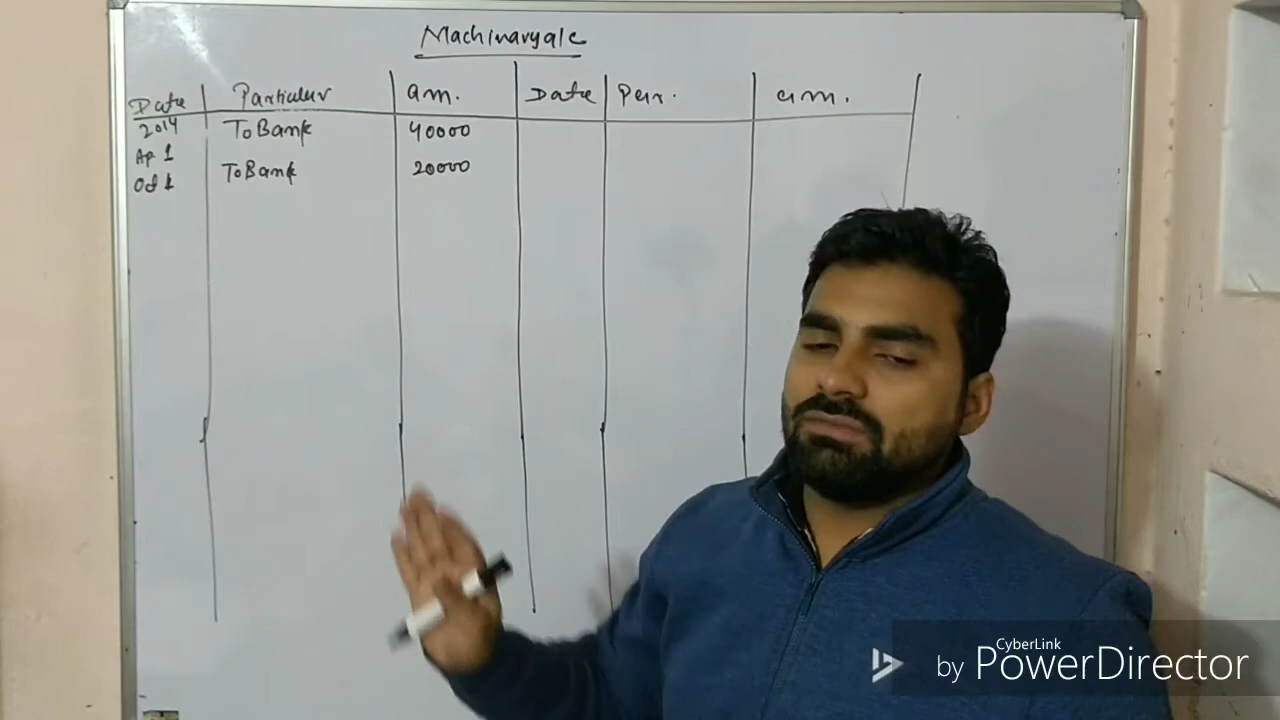 Machinary a/c
Date Particular am. Date Par. am.
2014 To Bank 40000
Ap 1
Oct 1 To Bank 20000
CyberLink
by PowerDirector